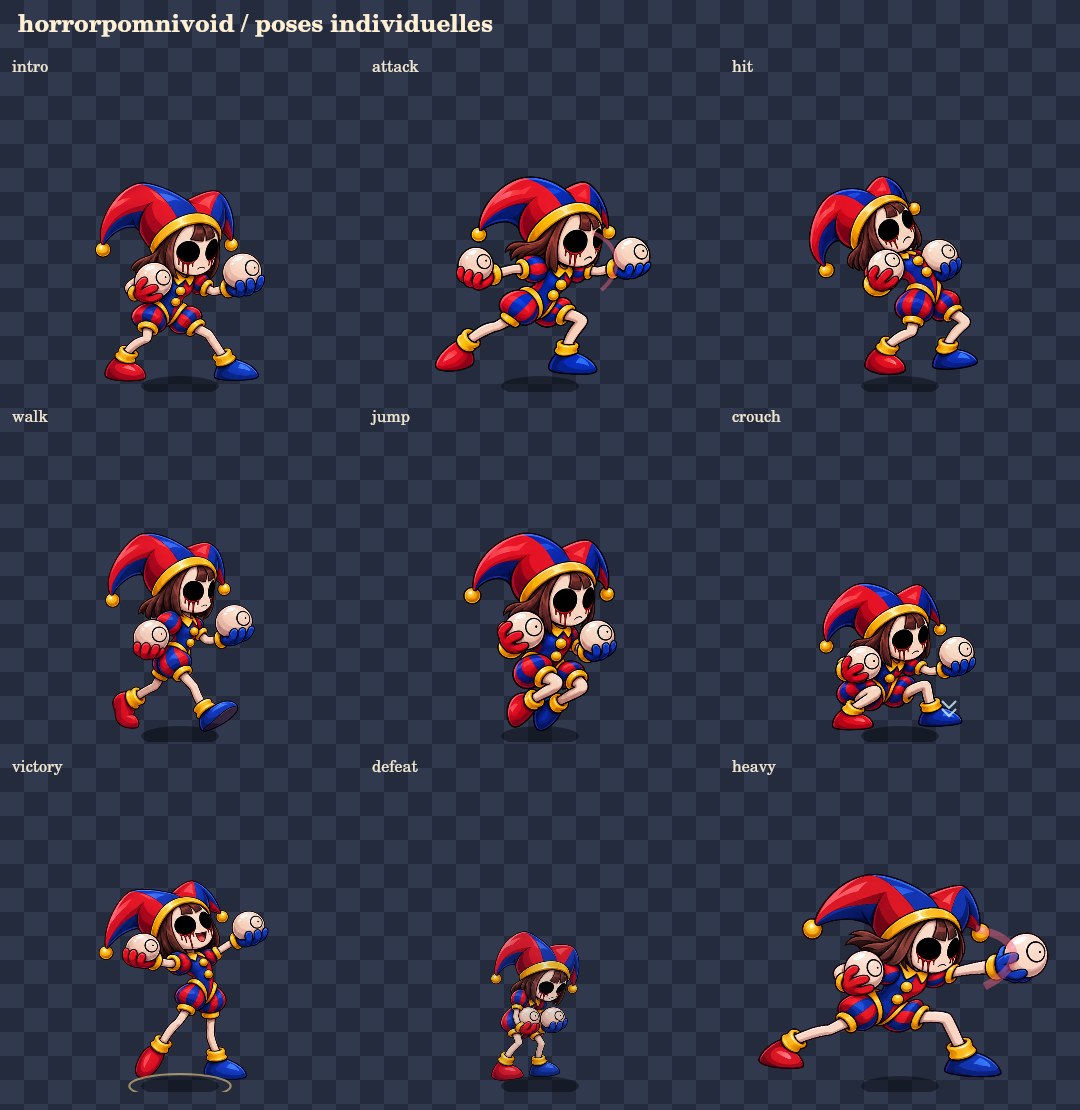 horrorpomnivoid / poses individuelles
intro
attack
hit
walk
jump
crouch
victory
defeat
heavy